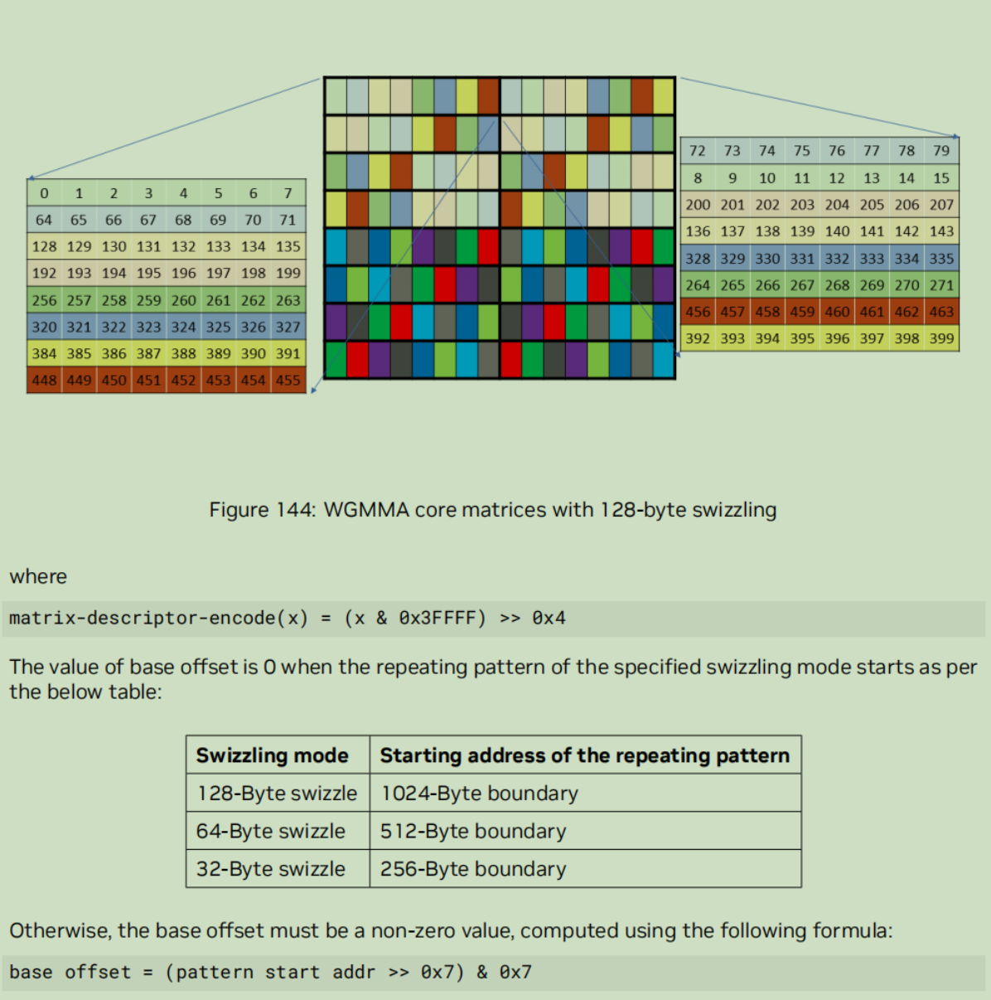 0 1 2 3 4 5 6 7
64 65 66 67 68 69 70 71
128 129 130 131 132 133 134 135
192 193 194 195 196 197 198 199
256 257 258 259 260 261 262 263
320 321 322 323 324 325 326 327
384 385 386 387 388 389 390 391
448 449 450 451 452 453 454 455
72 73 74 75 76 77 78 79
8 9 10 11 12 13 14 15
200 201 202 203 204 205 206 207
136 137 138 139 140 141 142 143
328 329 330 331 332 333 334 335
264 265 266 267 268 269 270 271
456 457 458 459 460 461 462 463
392 393 394 395 396 397 398 399
Figure 144: WGMMA core matrices with 128-byte swizzling
where
matrix-descriptor-encode(x) = (x & 0x3FFFF) >> 0x4
The value of base offset is 0 when the repeating pattern of the specified swizzling mode starts as per
the below table:
Swizzling mode Starting address of the repeating pattern
128-Byte swizzle 1024-Byte boundary
64-Byte swizzle 512-Byte boundary
32-Byte swizzle 256-Byte boundary
Otherwise, the base offset must be a non-zero value, computed using the following formula:
base offset = (pattern start addr >> 0x7) & 0x7